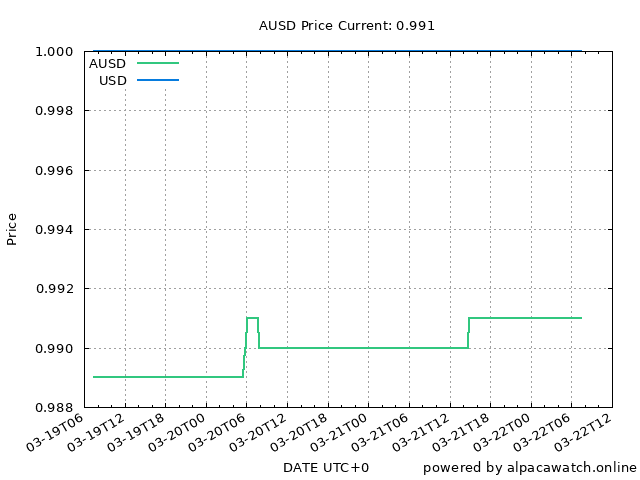 AUSD Price Current: 0.991
1.000
AUSD
USD
0.998
0.996
0.994
Price
0.992
0.990
0.988
03-19T06 03-19T12 03-19T18 03-20T00 03-20T06 03-20T12 03-20T18 03-21T00 03-21T06 03-21T12 03-21T18 03-22T00 03-22T06 03-22T12
DATE UTC+0
powered by alpacawatch.online